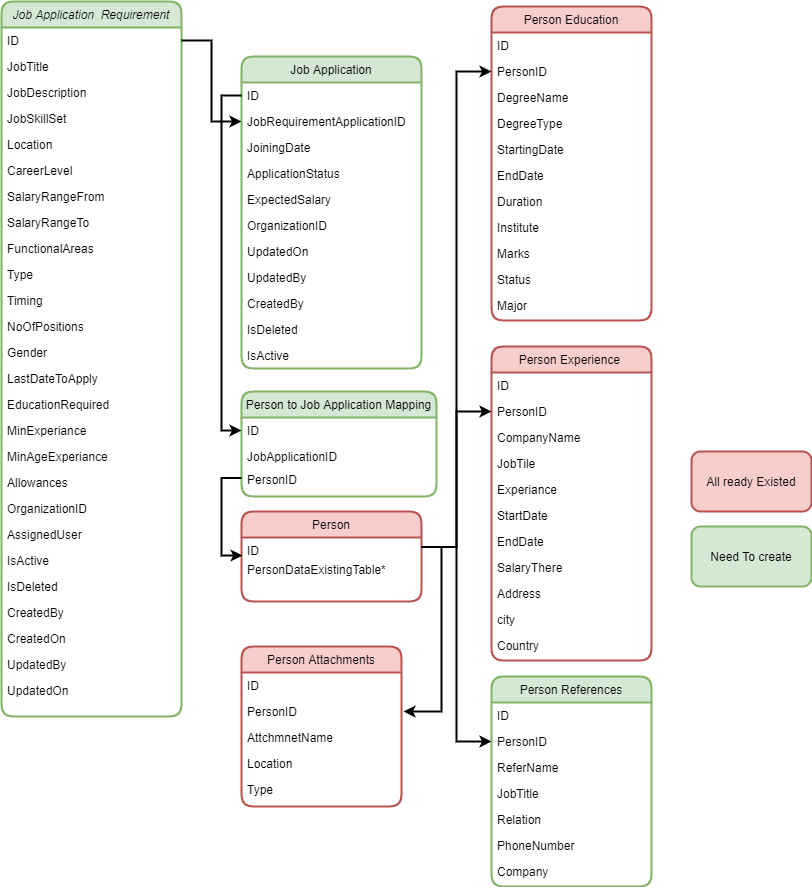 Job Application  Requirement
ID
JobTitle
JobDescription
JobSkillSet
Location
CareerLevel
SalaryRangeFrom
SalaryRangeTo
FunctionalAreas
Type
Timing
NoOfPositions
Gender
LastDateToApply
EducationRequired
MinExperiance
MinAgeExperiance
Allowances
OrganizationID
AssignedUser
IsActive
IsDeleted
CreatedBy
CreatedOn
UpdatedBy
UpdatedOn
Job Application
ID
JobRequirementApplicationID
JoiningDate
ApplicationStatus
ExpectedSalary
OrganizationID
UpdatedOn
UpdatedBy
CreatedBy
IsDeleted
IsActive
Person to Job Application Mapping
ID
JobApplicationID
PersonID
Person
ID
PersonDataExistingTable*
Person Attachments
ID
PersonID
AttchmnetName
Location
Type
Person Education
ID
PersonID
DegreeName
DegreeType
StartingDate
EndDate
Duration
Institute
Marks
Status
Major
Person Experience
ID
PersonID
CompanyName
JobTile
Experiance
StartDate
EndDate
SalaryThere
Address
city
Country
Person References
ID
PersonID
ReferName
JobTitle
Relation
PhoneNumber
Company
All ready Existed
Need To create